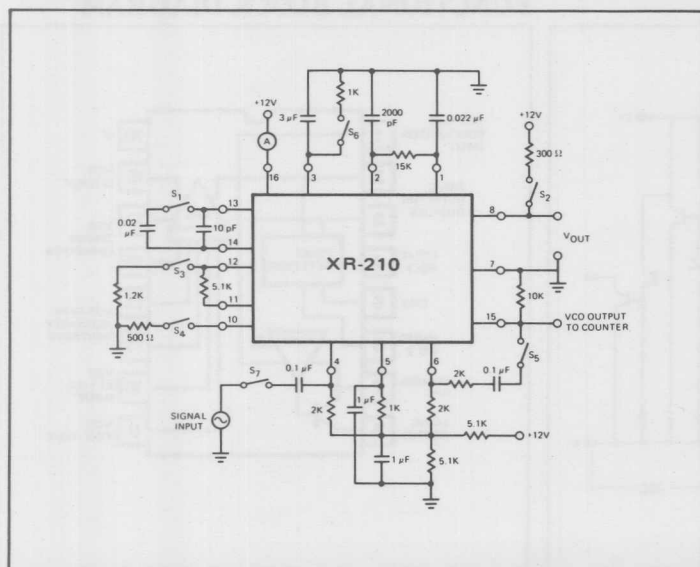 +12V
A
16
3 µF
1K
S6
3
2000
pF
2
15K
0.022 µF
1
+12V
300 Ω
S2
8
VOUT
S1
13
0.02
µF
10 pF
14
XR-210
7
S3
12
1.2K
5.1K
11
10K
15
VCO OUTPUT
TO COUNTER
500 Ω
S4
10
S5
4
5
6
S7
0.1 µF
2K
0.1 µF
SIGNAL
INPUT
2K
1 µF
1K
2K
5.1K
+12V
1 µF
5.1K